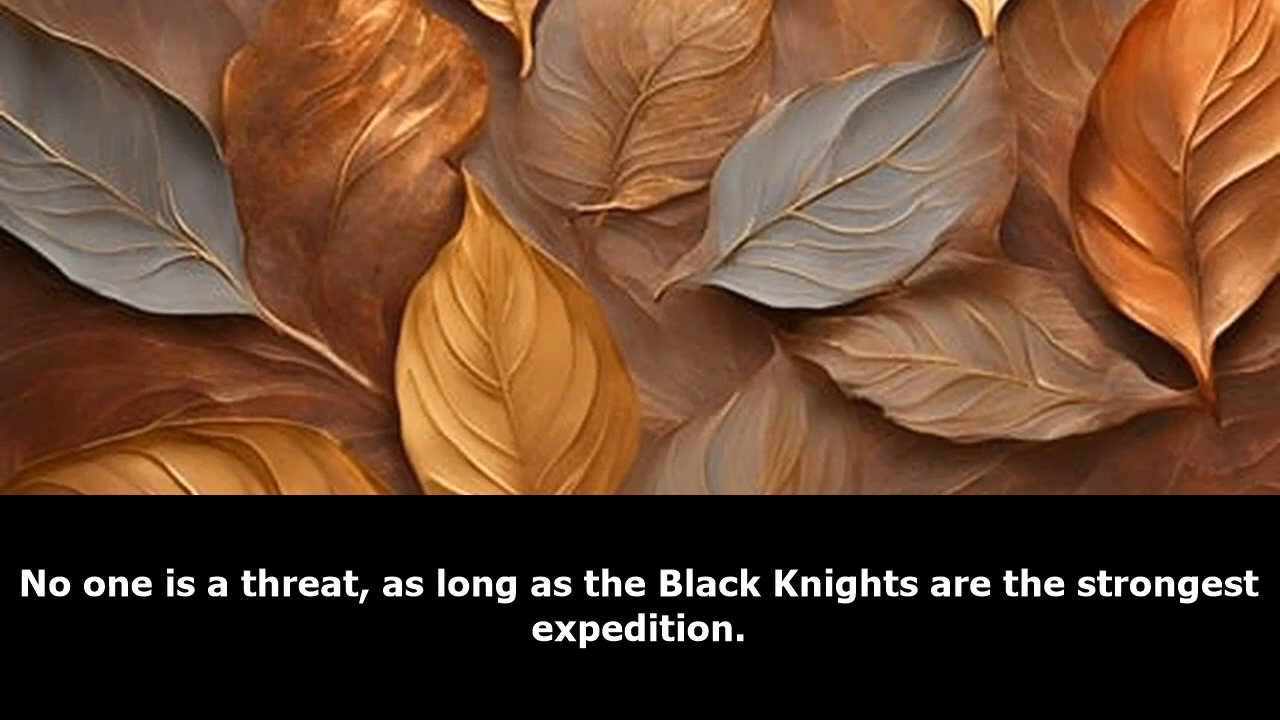 No one is a threat, as long as the Black Knights are the strongest
expedition.